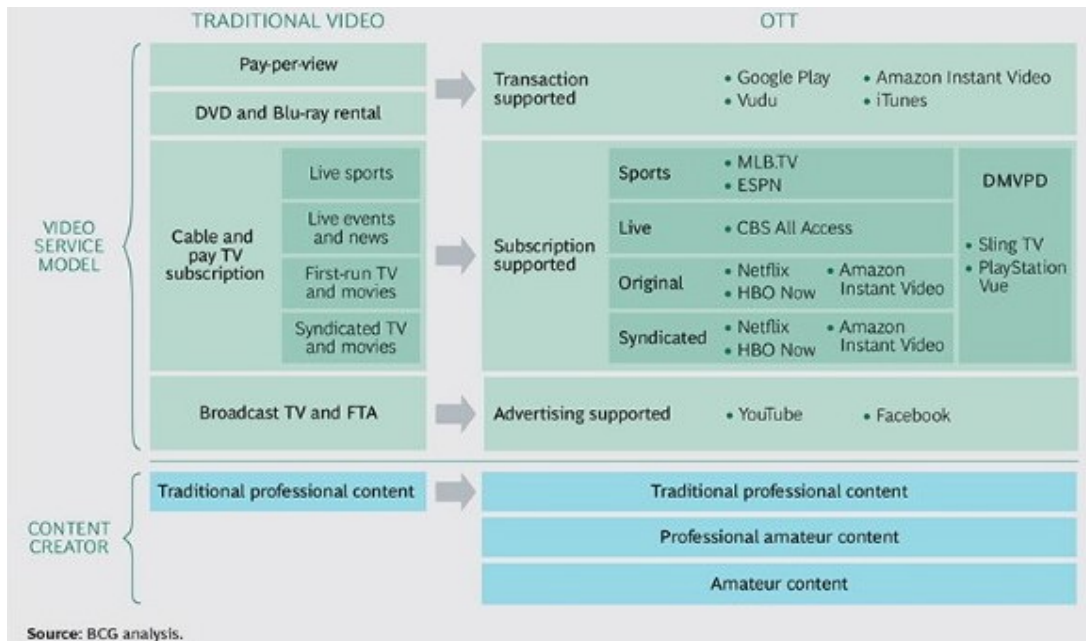 TRADITIONAL VIDEO
OTT
VIDEO
SERVICE
MODEL
Pay-per-view
DVD and Blu-ray rental
Transaction
supported
• Google Play
• Vudu
• Amazon Instant Video
• iTunes
Cable and
pay TV
subscription
Live sports
Live events
and news
First-run TV
and movies
Syndicated TV
and movies
Subscription
supported
Sports
• MLB.TV
• ESPN
Live
• CBS All Access
Original
• Netflix
• HBO Now
• Amazon
Instant Video
Syndicated
• Netflix
• HBO Now
• Amazon
Instant Video
DMVPD
• Sling TV
• PlayStation
Vue
Broadcast TV and FTA
Advertising supported
• YouTube
• Facebook
CONTENT
CREATOR
Traditional professional content
Traditional professional content
Professional amateur content
Amateur content
Source: BCG analysis.